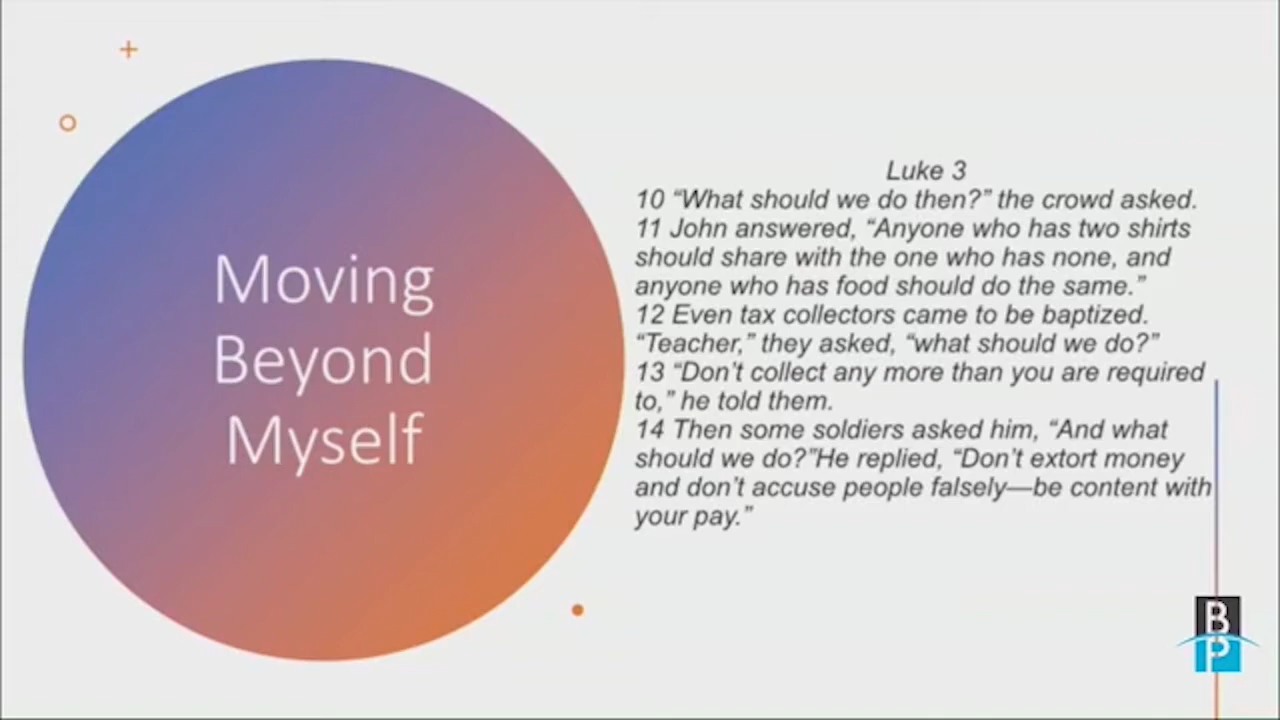 Moving
Beyond
Myself
Luke 3
10 “What should we do then?” the crowd asked.
11 John answered, “Anyone who has two shirts
should share with the one who has none, and
anyone who has food should do the same.”
12 Even tax collectors came to be baptized.
“Teacher,” they asked, “what should we do?”
13 “Don’t collect any more than you are required
to,” he told them.
14 Then some soldiers asked him, “And what
should we do?”He replied, “Don’t extort money
and don’t accuse people falsely—be content with
your pay.”
B
P